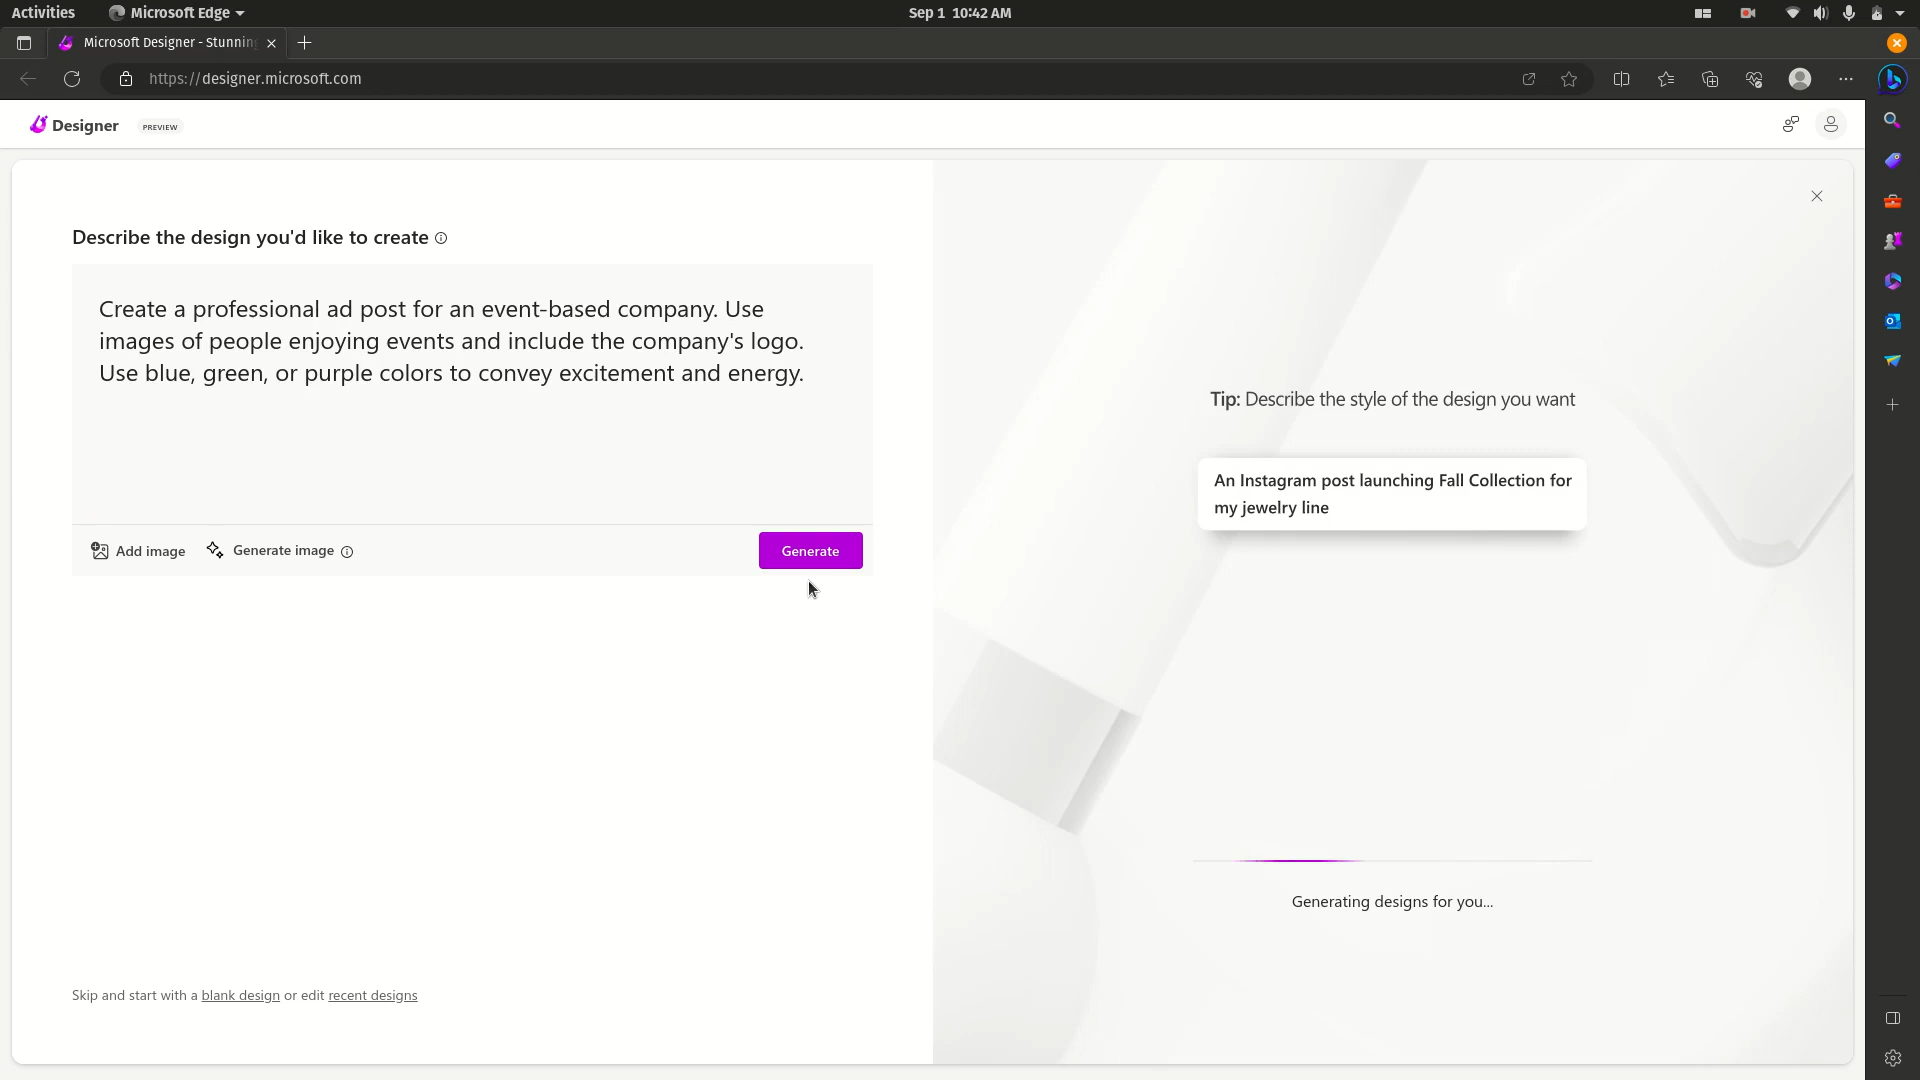 Activities
Microsoft Edge
Sep 1 10:42 AM
Microsoft Designer - Stunning
https://designer.microsoft.com
Designer
PREVIEW
Describe the design you'd like to create
Create a professional ad post for an event-based company. Use
images of people enjoying events and include the company's logo.
Use blue, green, or purple colors to convey excitement and energy.
Add image
Generate image
Generate
Skip and start with a blank design or edit recent designs
Tip: Describe the style of the design you want
An Instagram post launching Fall Collection for
my jewelry line
Generating designs for you...